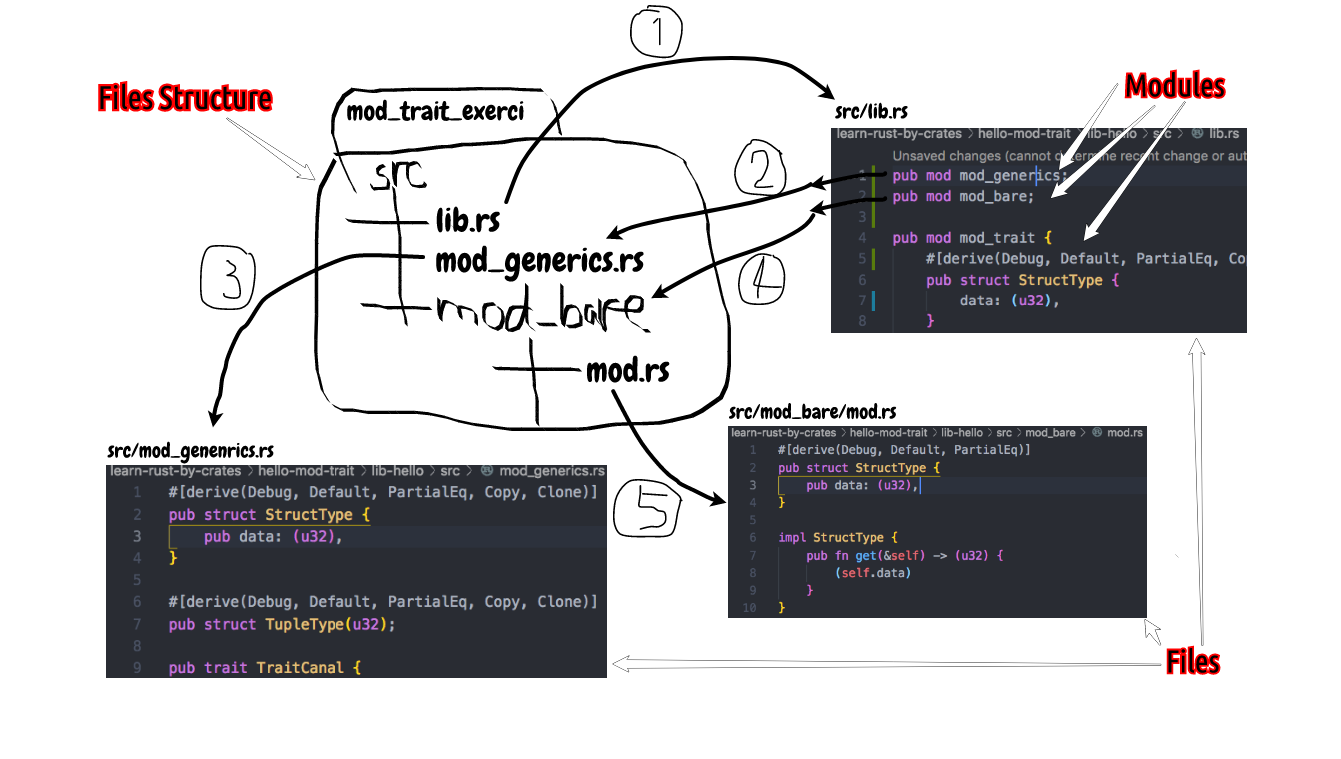 1
Files Structure
mod_trait_exerci
src
lib.rs
mod_generics.rs
mod_bare
mod.rs
2
3
4
5
Modules
src/lib.rs
learn-rust-by-crates > hello-mod-trait > lib-hello > src > lib.rs
Unsaved changes (cannot determine recent change or aut
1 pub mod mod_generics;
2 pub mod mod_bare;
3
4 pub mod mod_trait {
5 #[derive(Debug, Default, PartialEq, Co
6 pub struct StructType {
7 data: (u32),
8 }
src/mod_genenrics.rs
learn-rust-by-crates > hello-mod-trait > lib-hello > src > mod_generics.rs
1 #[derive(Debug, Default, PartialEq, Copy, Clone)]
2 pub struct StructType {
3 pub data: (u32),
4 }
5
6 #[derive(Debug, Default, PartialEq, Copy, Clone)]
7 pub struct TupleType(u32);
8
9 pub trait TraitCanal {
src/mod_bare/mod.rs
learn-rust-by-crates > hello-mod-trait > lib-hello > src > mod_bare > mod.rs
1 #[derive(Debug, Default, PartialEq)]
2 pub struct StructType {
3 pub data: (u32),
4 }
5
6 impl StructType {
7 pub fn get(&self) -> (u32) {
8 (self.data)
9 }
10 }
Files